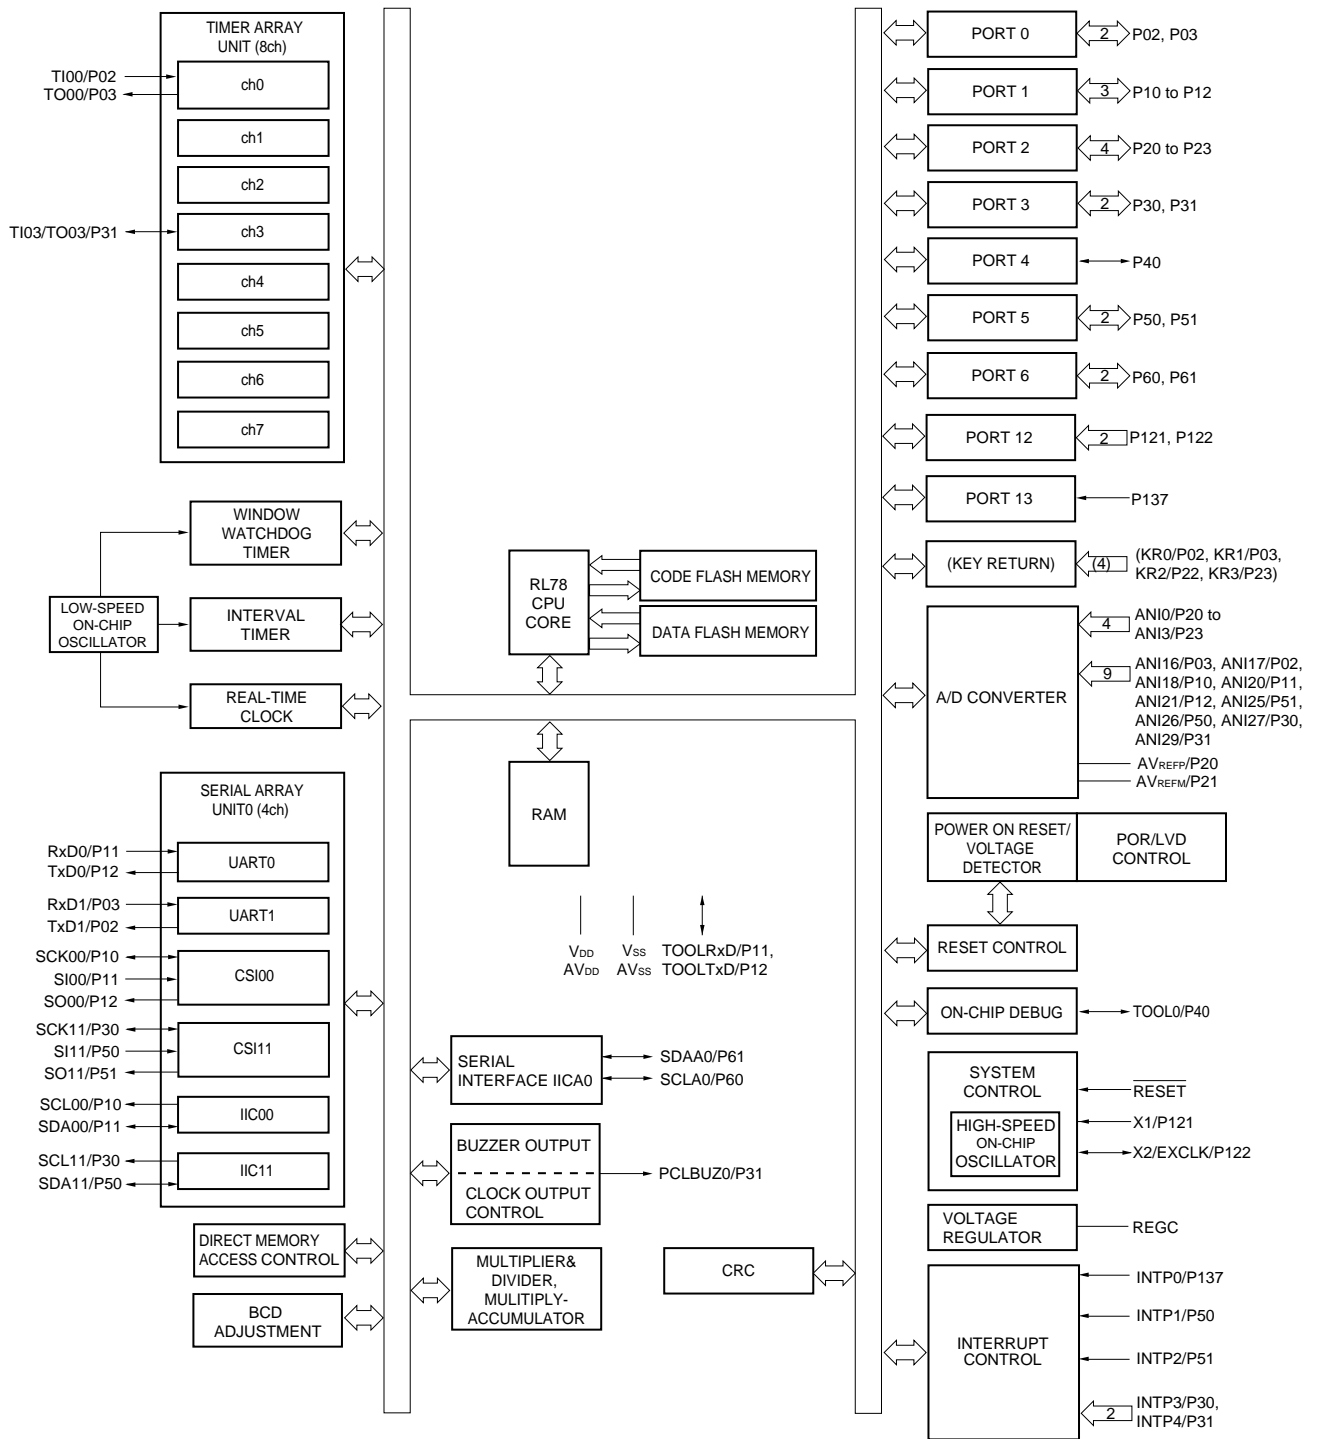 TIMER ARRAY
UNIT (8ch)
TI00/P02
TO00/P03
ch0
ch1
ch2
TI03/TO03/P31
ch3
ch4
ch5
ch6
ch7
WINDOW
WATCHDOG
TIMER
LOW-SPEED
ON-CHIP
OSCILLATOR
INTERVAL
TIMER
REAL-TIME
CLOCK
SERIAL ARRAY
UNIT0 (4ch)
RxD0/P11
TxD0/P12
UART0
RxD1/P03
TxD1/P02
UART1
SCK00/P10
SI00/P11
SO00/P12
CSI00
SCK11/P30
SI11/P50
SO11/P51
CSI11
SCL00/P10
SDA00/P11
IIC00
SCL11/P30
SDA11/P50
IIC11
DIRECT MEMORY
ACCESS CONTROL
BCD
ADJUSTMENT
RL78
CPU
CORE
CODE FLASH MEMORY
DATA FLASH MEMORY
RAM
VDD
AVDD
VSS
AVSS
TOOLRxD/P11,
TOOLTxD/P12
SERIAL
INTERFACE IICA0
SDAA0/P61
SCLA0/P60
BUZZER OUTPUT
CLOCK OUTPUT
CONTROL
PCLBUZ0/P31
MULTIPLIER&
DIVIDER,
MULITIPLY-
ACCUMULATOR
CRC
PORT 0
2
P02, P03
PORT 1
3
P10 to P12
PORT 2
4
P20 to P23
PORT 3
2
P30, P31
PORT 4
P40
PORT 5
2
P50, P51
PORT 6
2
P60, P61
PORT 12
2
P121, P122
PORT 13
P137
(KEY RETURN)
(4)
(KR0/P02, KR1/P03,
KR2/P22, KR3/P23)
A/D CONVERTER
4
ANI0/P20 to
ANI3/P23
9
ANI16/P03, ANI17/P02,
ANI18/P10, ANI20/P11,
ANI21/P12, ANI25/P51,
ANI26/P50, ANI27/P30,
ANI29/P31
AVREFP/P20
AVREFM/P21
POWER ON RESET/
VOLTAGE
DETECTOR
POR/LVD
CONTROL
RESET CONTROL
ON-CHIP DEBUG
TOOL0/P40
SYSTEM
CONTROL
HIGH-SPEED
ON-CHIP
OSCILLATOR
RESET
X1/P121
X2/EXCLK/P122
VOLTAGE
REGULATOR
REGC
INTERRUPT
CONTROL
INTP0/P137
INTP1/P50
INTP2/P51
2
INTP3/P30,
INTP4/P31